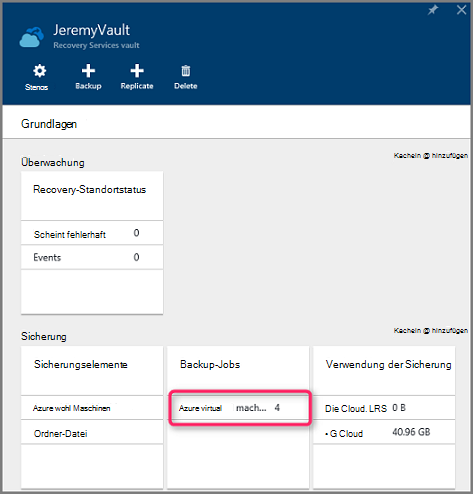 JeremyVault
Recovery Services vault
Stenos
Backup
Replicate
Delete
Grundlagen
Überwachung
Kacheln @ hinzufügen
Recovery-Standortstatus
Scheint fehlerhaft 0
Events 0
Sicherung
Kacheln @ hinzufügen
Sicherungselemente
Azure wohl Maschinen
Ordner-Datei
Backup-Jobs
Azure virtual mach... 4
Verwendung der Sicherung
Die Cloud. LRS 0 B
• G Cloud 40.96 GB